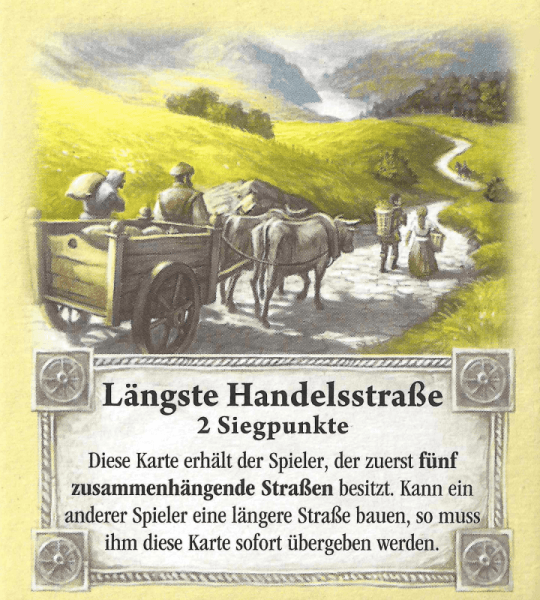 Längste Handelsstraße
2 Siegpunkte
Diese Karte erhält der Spieler, der zuerst fünf
zusammenhängende Straßen besitzt. Kann ein
anderer Spieler eine längere Straße bauen, so muss
ihm diese Karte sofort übergeben werden.